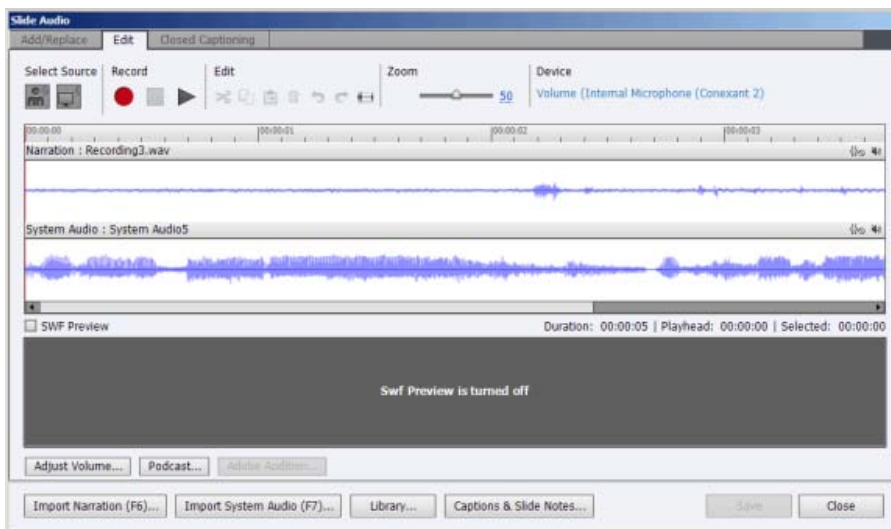 Slide Audio
Add/Replace Edit Closed Captioning
Select Source Record Edit Zoom Device
50 Volume (Internal Microphone (Conexant 2)
00:00:00 00:00:01 00:00:02 00:00:03
Narration : Recording3.wav
System Audio : System Audio5
SWF Preview Duration: 00:00:05 | Playhead: 00:00:00 | Selected: 00:00:00
Swf Preview is turned off
Adjust Volume... Podcast... Adobe Audition...
Import Narration (F6)... Import System Audio (F7)... Library... Captions & Slide Notes... Save Close